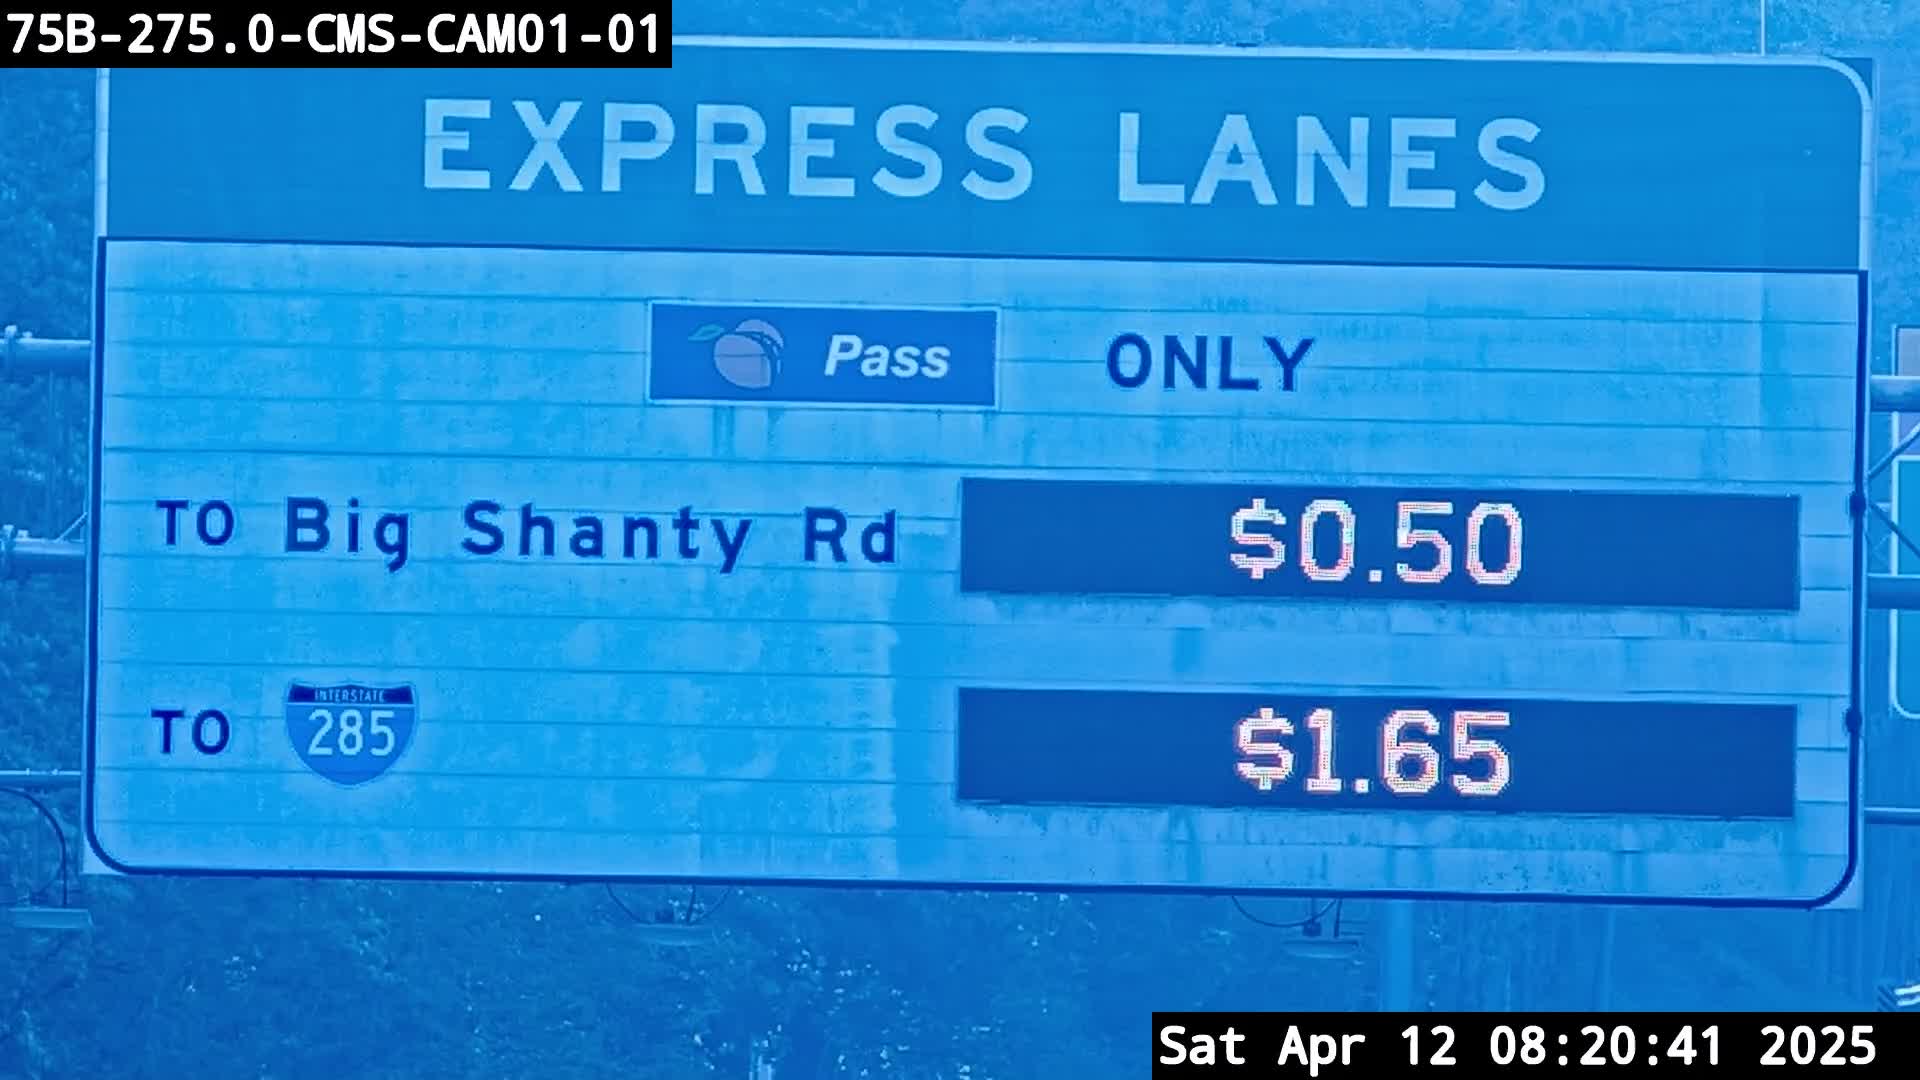 75B-275.0-CMS-CAM01-01
EXPRESS LANES
Pass ONLY
TO Big Shanty Rd $0.50
TO INTERSTATE 285 $1.65
Sat Apr 12 08:20:41 2025